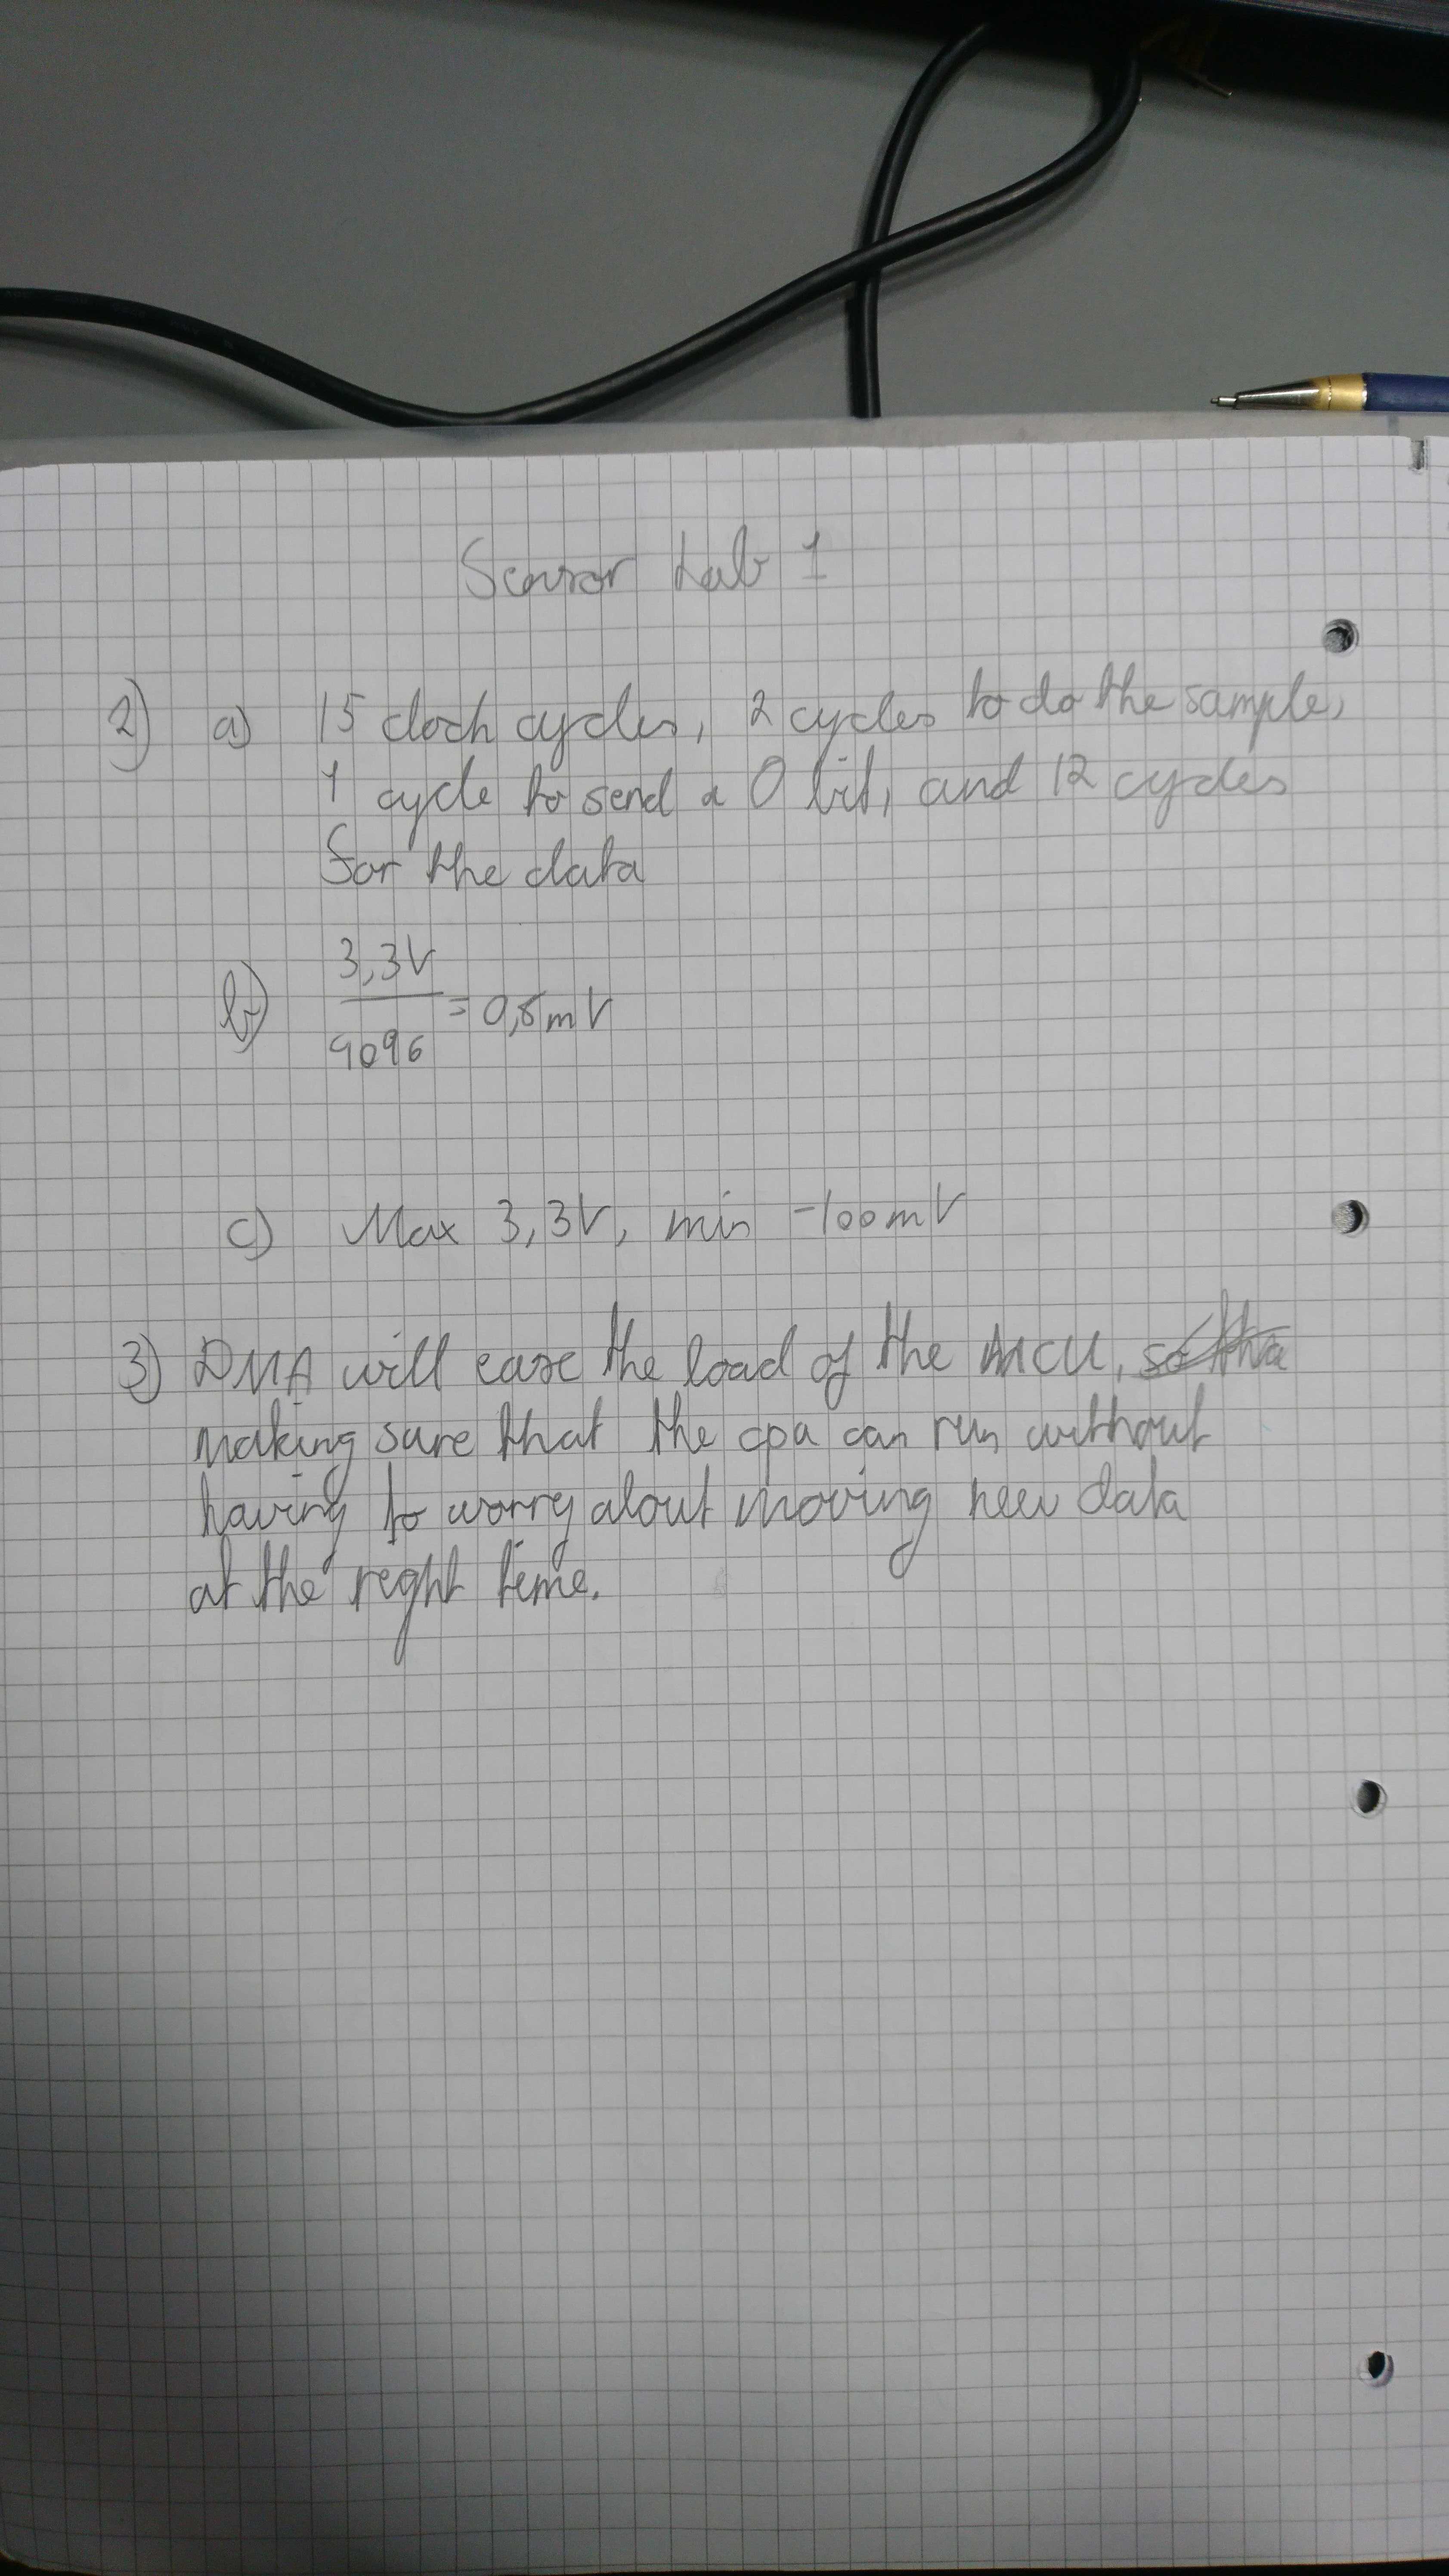 Sensor Lab 1
2) a) 15 clock cycles, 2 cycles to do the sample,
1 cycle to send a 0 bit, and 12 cycles
for the data
b) 3,3V / 4096 = 0,8mV
c) Max 3,3V, min -100mV
3) DMA will ease the load of the MCU, so tha
making sure that the cpu can run without
having to worry about moving new data
at the right time.